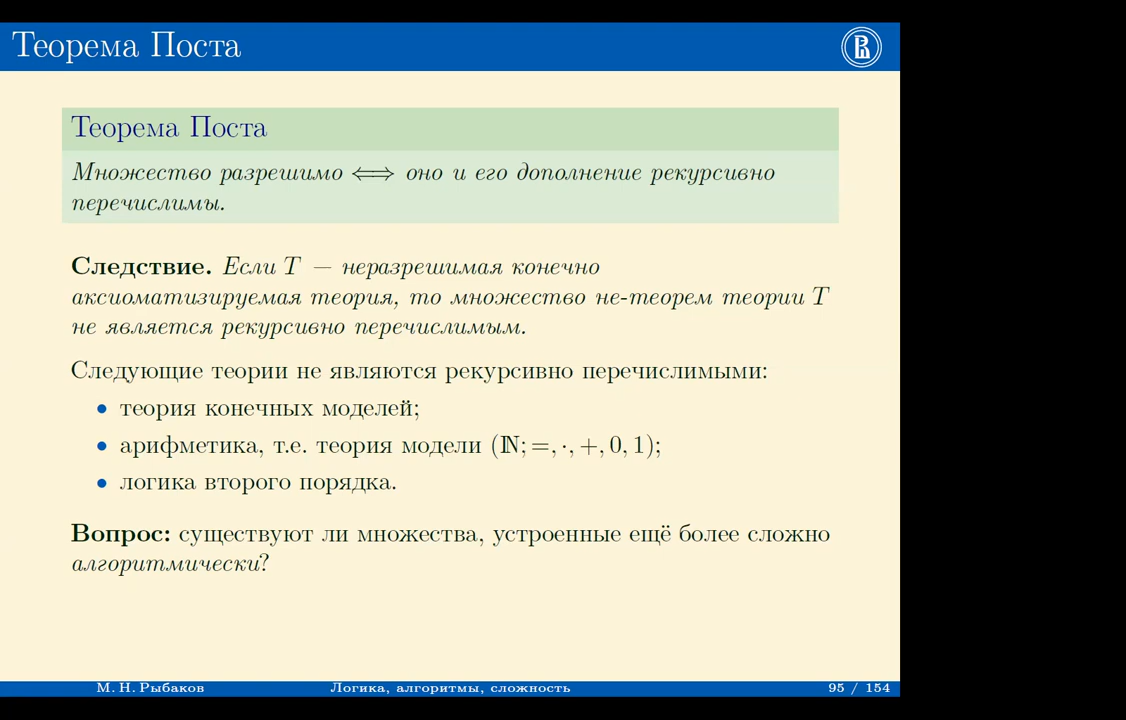 Теорема Поста
Теорема Поста
Множество разрешимо ⟺ оно и его дополнение рекурсивно
перечислимы.
Следствие. Если T — неразрешимая конечно
аксиоматизируемая теория, то множество не-теорем теории T
не является рекурсивно перечислимым.
Следующие теории не являются рекурсивно перечислимыми:
• теория конечных моделей;
• арифметика, т.е. теория модели (ℕ; =, ·, +, 0, 1);
• логика второго порядка.
Вопрос: существуют ли множества, устроенные ещё более сложно
алгоритмически?
М. Н. Рыбаков Логика, алгоритмы, сложность 95 / 154